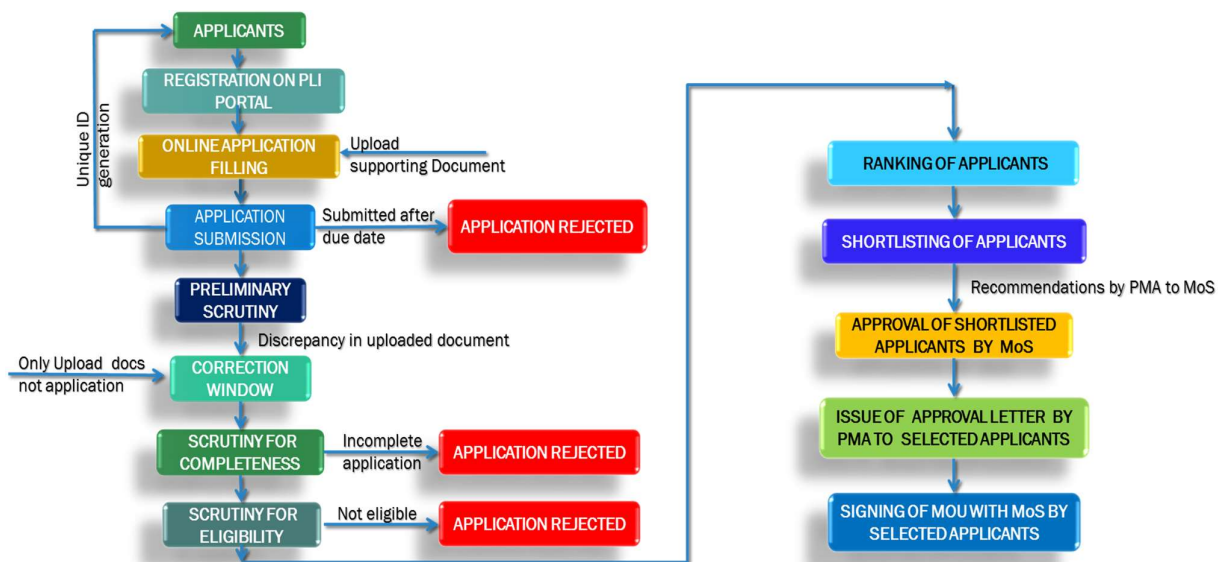 APPLICANTS
REGISTRATION ON PLI
PORTAL
Unique ID
generation
ONLINE APPLICATION
FILLING
Upload
supporting Document
APPLICATION
SUBMISSION
Submitted after
due date
APPLICATION REJECTED
PRELIMINARY
SCRUTINY
Discrepancy in uploaded document
Only Upload docs
not application
CORRECTION
WINDOW
SCRUTINY FOR
COMPLETENESS
Incomplete
application
APPLICATION REJECTED
SCRUTINY FOR
ELIGIBILITY
Not eligible
APPLICATION REJECTED
RANKING OF APPLICANTS
SHORTLISTING OF APPLICANTS
Recommendations by PMA to MoS
APPROVAL OF SHORTLISTED
APPLICANTS BY MoS
ISSUE OF APPROVAL LETTER BY
PMA TO SELECTED APPLICANTS
SIGNING OF MOU WITH MoS BY
SELECTED APPLICANTS